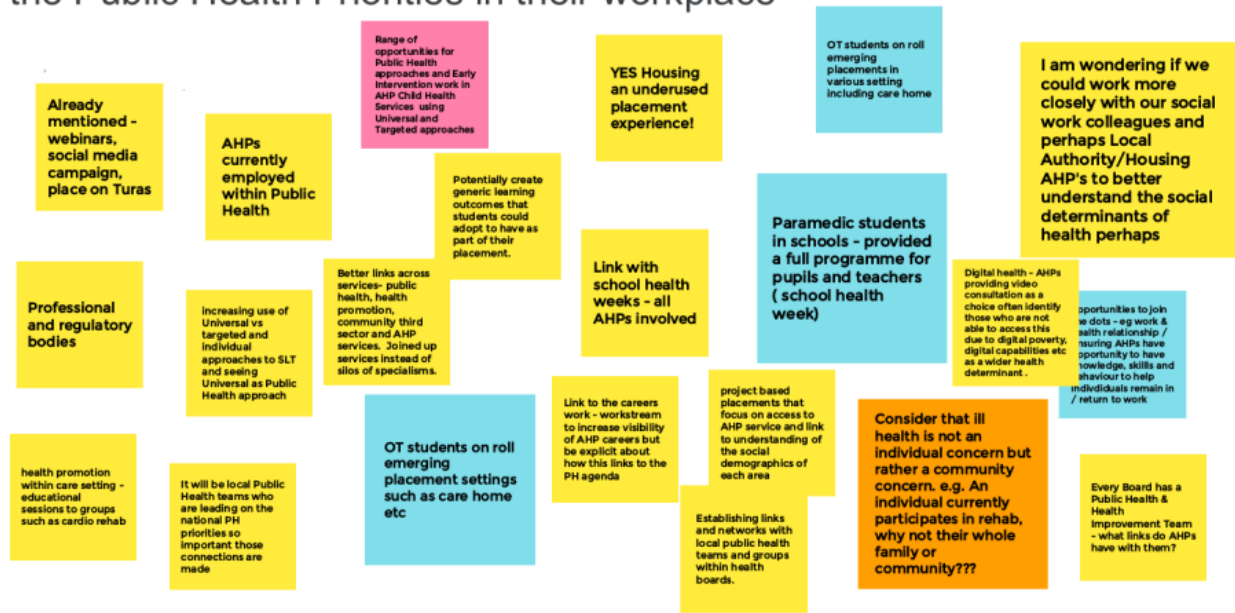 the Public Health Priorities in their workplace
Already
mentioned -
webinars,
social media
campaign,
place on Turas
AHPs
currently
employed
within Public
Health
Range of
opportunities for
Public Health
approaches and Early
Intervention work in
AHP Child Health
Services using
Universal and
Targeted approaches
YES Housing
an underused
placement
experience!
OT students on roll
emerging
placements in
various setting
including care home
I am wondering if we
could work more
closely with our social
work colleagues and
perhaps Local
Authority/Housing
AHP's to better
understand the social
determinants of
health perhaps
Potentially create
generic learning
outcomes that
students could
adopt to have as
part of their
placement.
Paramedic students
in schools - provided
a full programme for
pupils and teachers
( school health
week)
Professional
and regulatory
bodies
increasing use of
Universal vs
targeted and
individual
approaches to SLT
and seeing
Universal as Public
Health approach
Better links across
services- public
health, health
promotion,
community third
sector and AHP
services. Joined up
services instead of
silos of specialisms.
Link with
school health
weeks - all
AHPs involved
Digital health - AHPs
providing video
consultation as a
choice often identify
those who are not
able to access this
due to digital poverty,
digital capabilities etc
as a wider health
determinant .
pportunities to join
he dots - eg work &
ealth relationship /
nsuring AHPs have
pportunity to have
nowledge, skills and
ehaviour to help
indivdiduals remain in
/ return to work
OT students on roll
emerging
placement settings
such as care home
etc
Link to the careers
work - workstream
to increase visibility
of AHP careers but
be explicit about
how this links to the
PH agenda
project based
placements that
focus on access to
AHP service and link
to understanding of
the social
demographics of
each area
Consider that ill
health is not an
individual concern but
rather a community
concern. e.g. An
individual currently
participates in rehab,
why not their whole
family or
community???
health promotion
within care setting -
educational
sessions to groups
such as cardio rehab
It will be local Public
Health teams who
are leading on the
national PH
priorities so
important those
connections are
made
Establishing links
and networks with
local public health
teams and groups
within health
boards.
Every Board has a
Public Health &
Health
Improvement Team
- what links do AHPs
have with them?